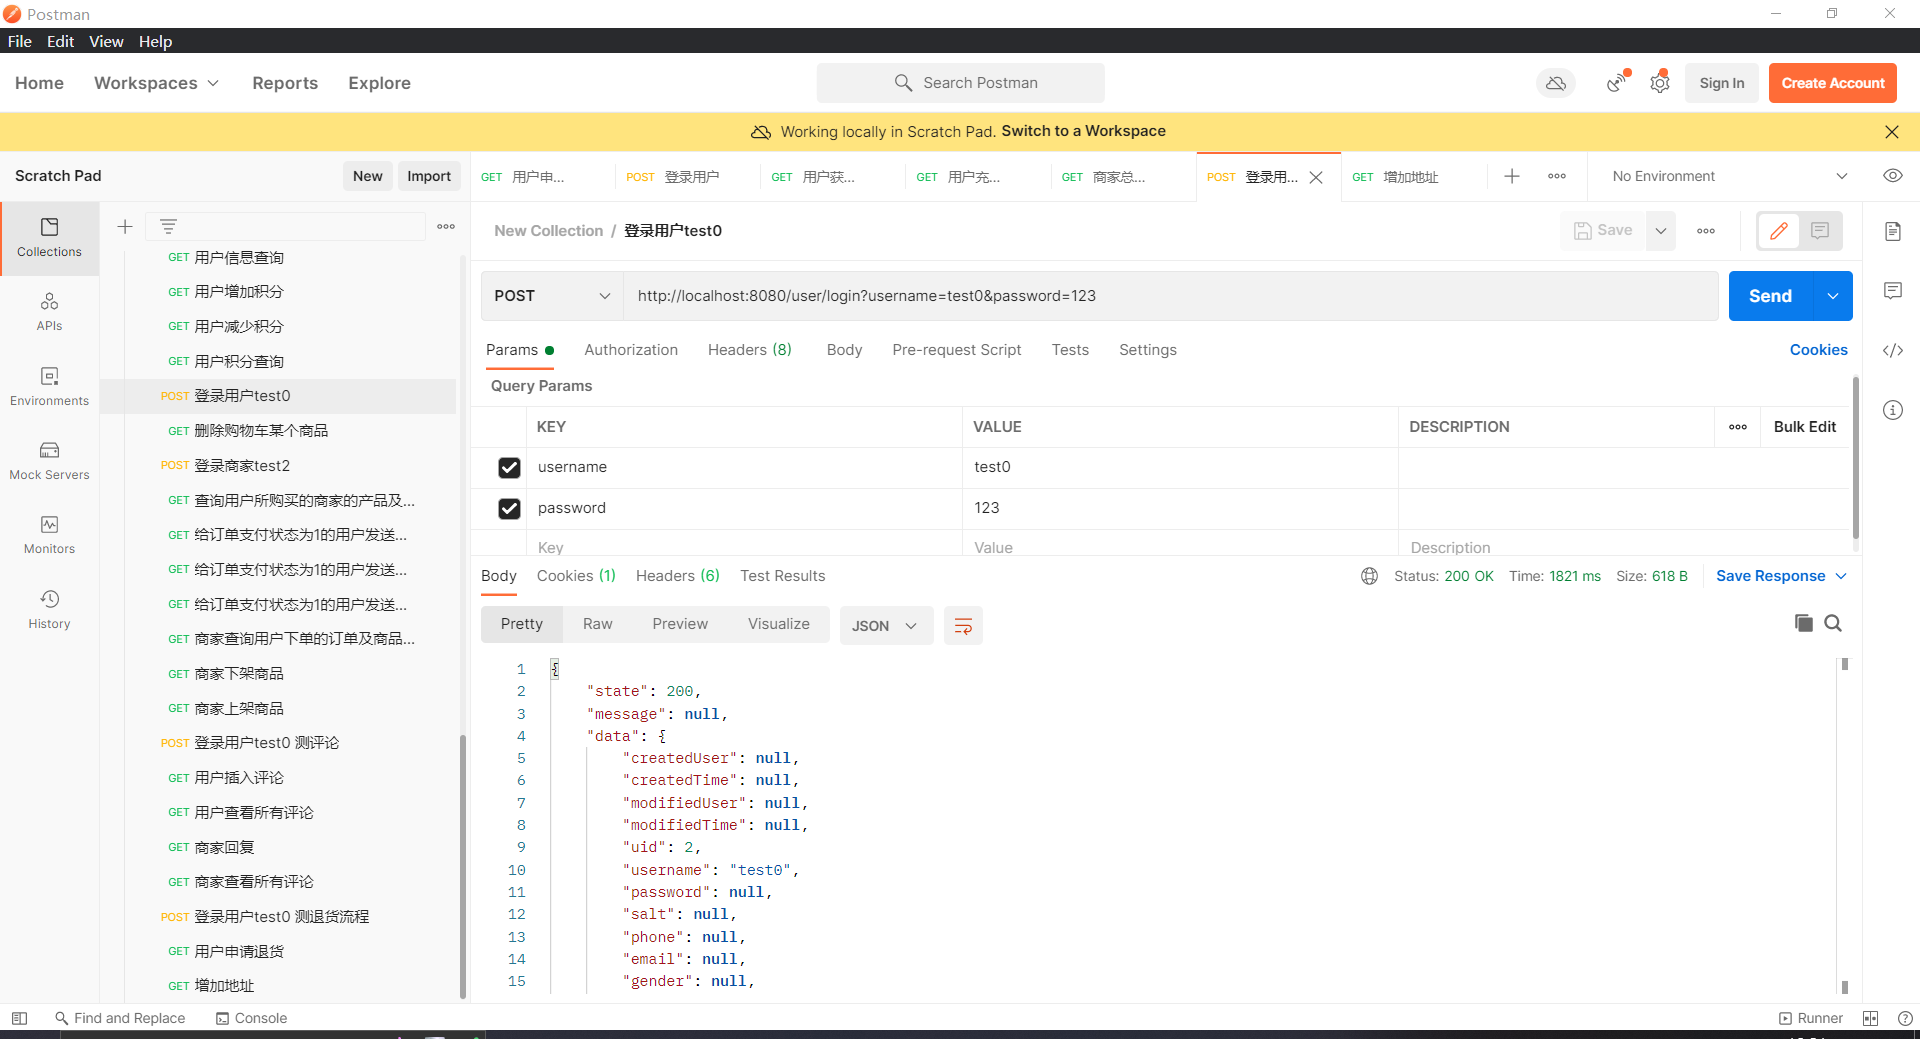 Postman
File Edit View Help
Home Workspaces Reports Explore Search Postman Sign In Create Account
Working locally in Scratch Pad. Switch to a Workspace
Scratch Pad New Import
GET 用户申... POST 登录用户 GET 用户获... GET 用户充... GET 商家总... POST 登录用... GET 增加地址 No Environment
Collections
APIs
Environments
Mock Servers
Monitors
History
GET 用户信息查询
GET 用户增加积分
GET 用户减少积分
GET 用户积分查询
POST 登录用户test0
GET 删除购物车某个商品
POST 登录商家test2
GET 查询用户所购买的商家的产品及...
GET 给订单支付状态为1的用户发送...
GET 给订单支付状态为1的用户发送...
GET 给订单支付状态为1的用户发送...
GET 商家查询用户下单的订单及商品...
GET 商家下架商品
GET 商家上架商品
POST 登录用户test0 测评论
GET 用户插入评论
GET 用户查看所有评论
GET 商家回复
GET 商家查看所有评论
POST 登录用户test0 测退货流程
GET 用户申请退货
GET 增加地址
New Collection / 登录用户test0 Save
POST http://localhost:8080/user/login?username=test0&password=123 Send
Params Authorization Headers (8) Body Pre-request Script Tests Settings Cookies
Query Params
KEY VALUE DESCRIPTION Bulk Edit
username test0
password 123
Key Value Description
Body Cookies (1) Headers (6) Test Results Status: 200 OK Time: 1821 ms Size: 618 B Save Response
Pretty Raw Preview Visualize JSON
1 {
2 "state": 200,
3 "message": null,
4 "data": {
5 "createdUser": null,
6 "createdTime": null,
7 "modifiedUser": null,
8 "modifiedTime": null,
9 "uid": 2,
10 "username": "test0",
11 "password": null,
12 "salt": null,
13 "phone": null,
14 "email": null,
15 "gender": null,
Find and Replace Console Runner